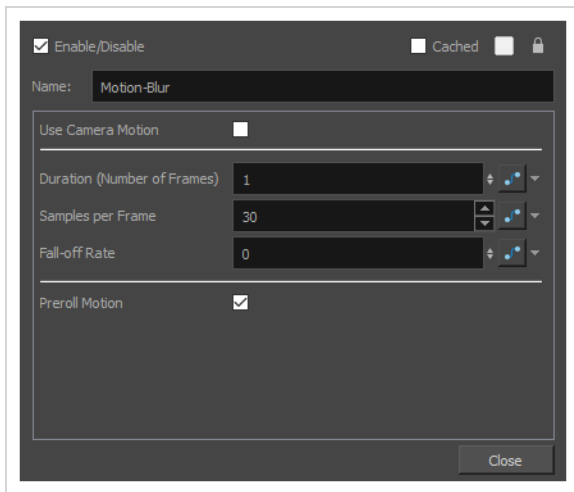 Enable/Disable Cached
Name: Motion-Blur
Use Camera Motion
Duration (Number of Frames) 1
Samples per Frame 30
Fall-off Rate 0
Preroll Motion
Close